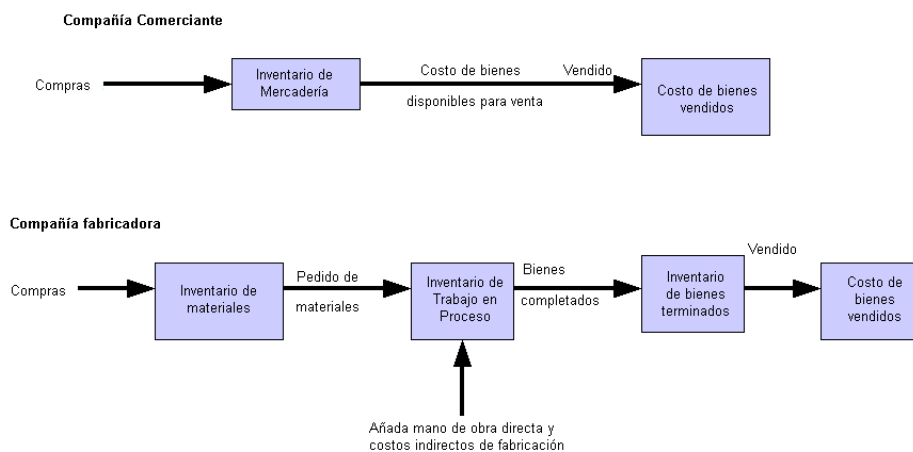 Compañía Comerciante
Compras
Inventario de
Mercadería
Costo de bienes
disponibles para venta
Vendido
Costo de bienes
vendidos
Compañía fabricadora
Compras
Inventario de
materiales
Pedido de
materiales
Inventario de
Trabajo en
Proceso
Bienes
completados
Inventario
de bienes
terminados
Vendido
Costo de
bienes
vendidos
Añada mano de obra directa y
costos indirectos de fabricación